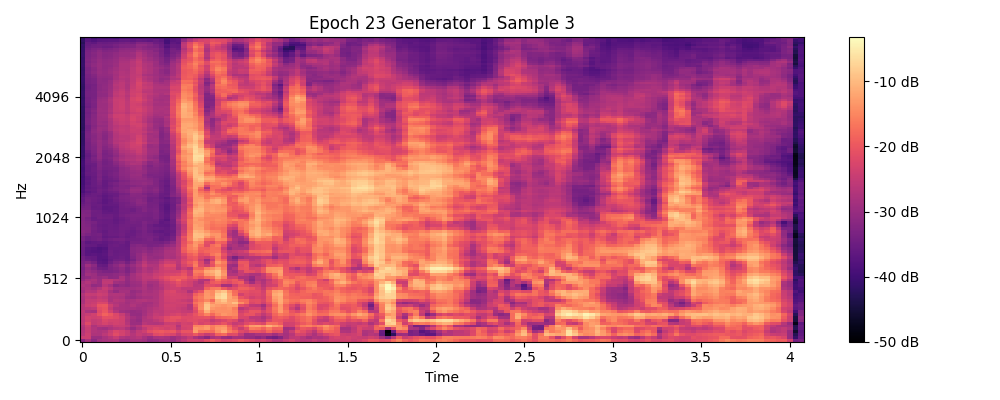 Epoch 23 Generator 1 Sample 3
Hz
4096
2048
1024
512
0
0 0.5 1 1.5 2 2.5 3 3.5 4
Time
-10 dB
-20 dB
-30 dB
-40 dB
-50 dB